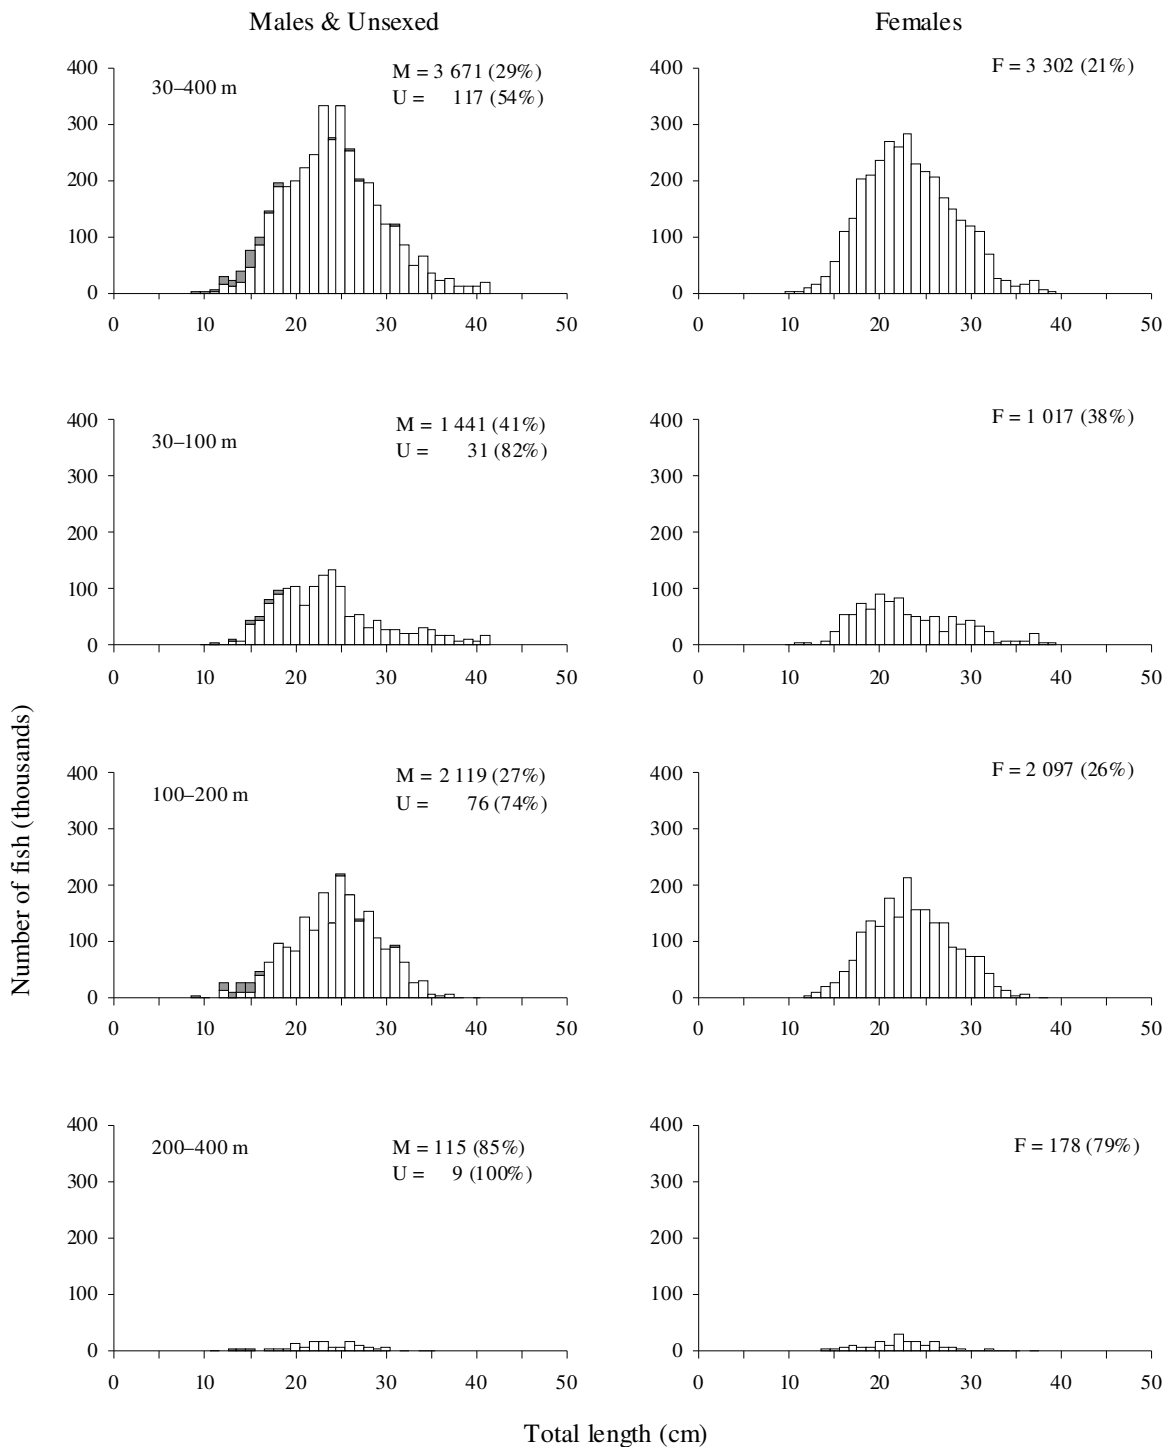 Males & Unsexed
Females
30–400 m
M = 3 671 (29%)
U = 117 (54%)
F = 3 302 (21%)
400
300
200
100
0
0 10 20 30 40 50
400
300
200
100
0
0 10 20 30 40 50
30–100 m
M = 1 441 (41%)
U = 31 (82%)
F = 1 017 (38%)
400
300
200
100
0
0 10 20 30 40 50
400
300
200
100
0
0 10 20 30 40 50
100–200 m
M = 2 119 (27%)
U = 76 (74%)
F = 2 097 (26%)
400
300
200
100
0
0 10 20 30 40 50
400
300
200
100
0
0 10 20 30 40 50
200–400 m
M = 115 (85%)
U = 9 (100%)
F = 178 (79%)
400
300
200
100
0
0 10 20 30 40 50
400
300
200
100
0
0 10 20 30 40 50
Number of fish (thousands)
Total length (cm)